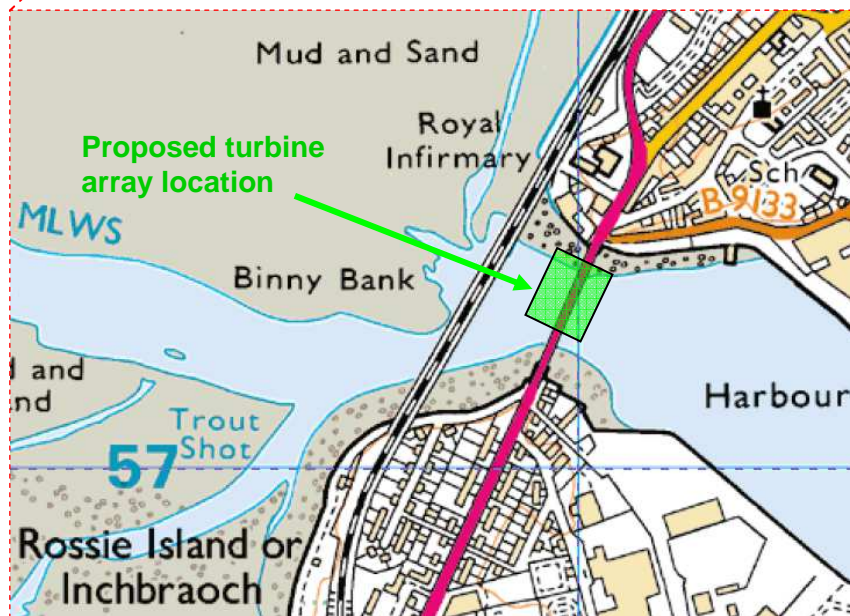 Mud and Sand
Royal
Infirmary
Proposed turbine
array location
Sch
B 9133
MLWS
Binny Bank
and
nd
Trout
Shot
57
Harbour
Rossie Island or
Inchbraoch